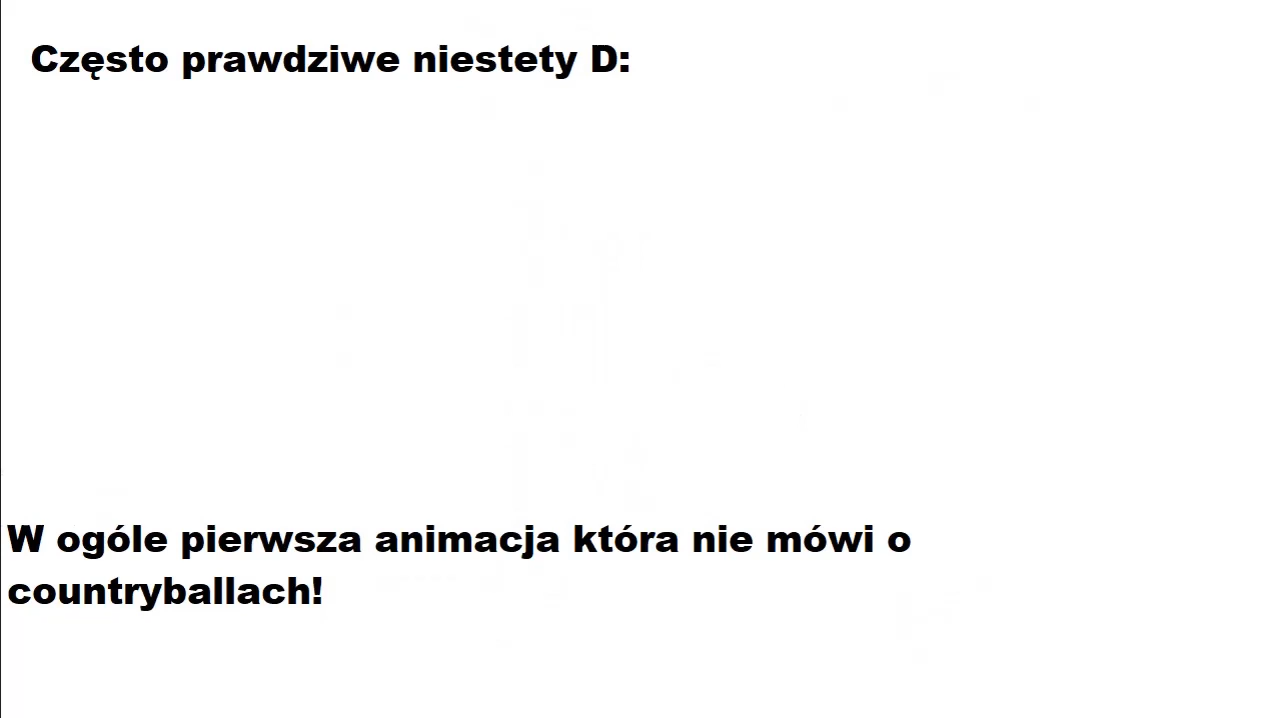 Często prawdziwe niestety D:
W ogóle pierwsza animacja która nie mówi o
countryballach!